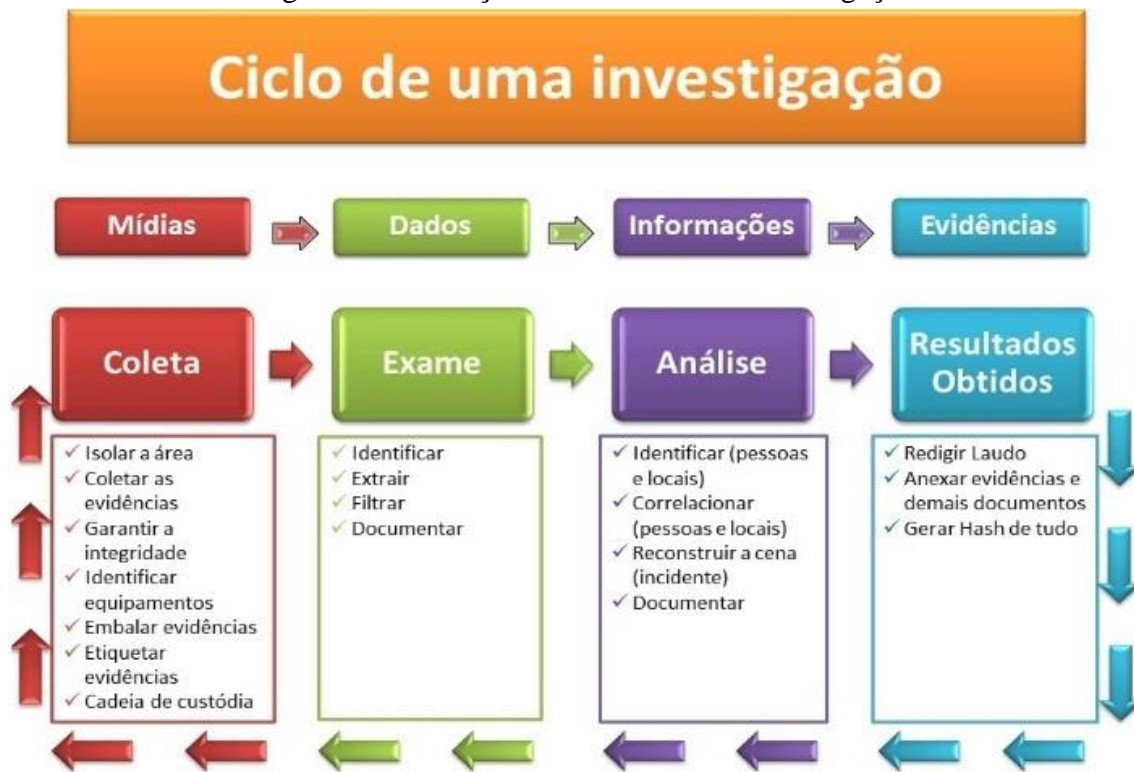 Ciclo de uma investigação
Mídias
Dados
Informações
Evidências
Coleta
Exame
Análise
Resultados
Obtidos
Isolar a área
Coletar as
evidências
Garantir a
integridade
Identificar
equipamentos
Embalar evidências
Etiquetar
evidências
Cadeia de custódia
Identificar
Extrair
Filtrar
Documentar
Identificar (pessoas
e locais)
Correlacionar
(pessoas e locais)
Reconstruir a cena
(incidente)
Documentar
Redigir Laudo
Anexar evidências e
demais documentos
Gerar Hash de tudo